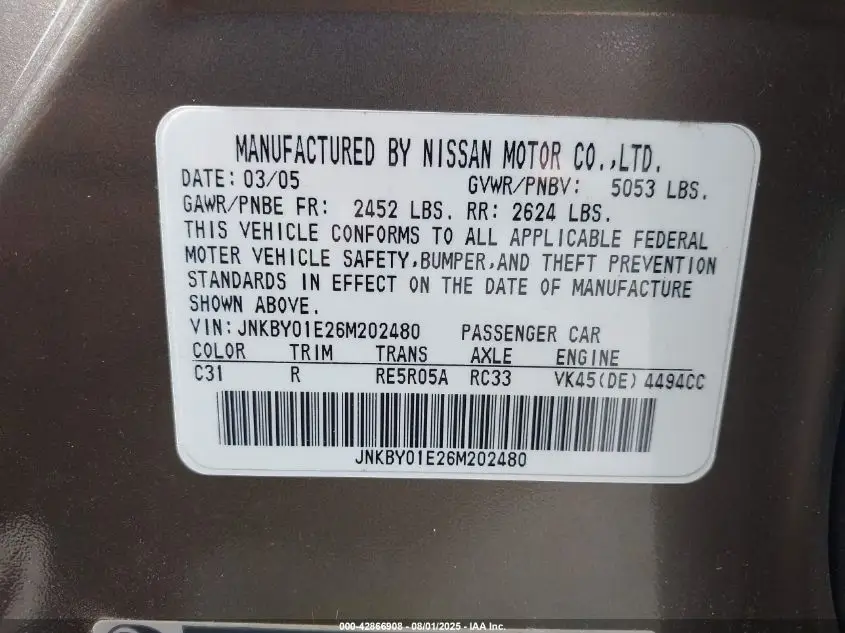 MANUFACTURED BY NISSAN MOTOR CO.,LTD.
DATE: 03/05 GVWR/PNBV: 5053 LBS.
GAWR/PNBE FR: 2452 LBS. RR: 2624 LBS.
THIS VEHICLE CONFORMS TO ALL APPLICABLE FEDERAL
MOTER VEHICLE SAFETY,BUMPER,AND THEFT PREVENTION
STANDARDS IN EFFECT ON THE DATE OF MANUFACTURE
SHOWN ABOVE.
VIN: JNKBY01E26M202480 PASSENGER CAR
COLOR TRIM TRANS AXLE ENGINE
C31 R RE5R05A RC33 VK45(DE) 4494CC
JNKBY01E26M202480
000-42866908 - 08/01/2025 - IAA Inc.